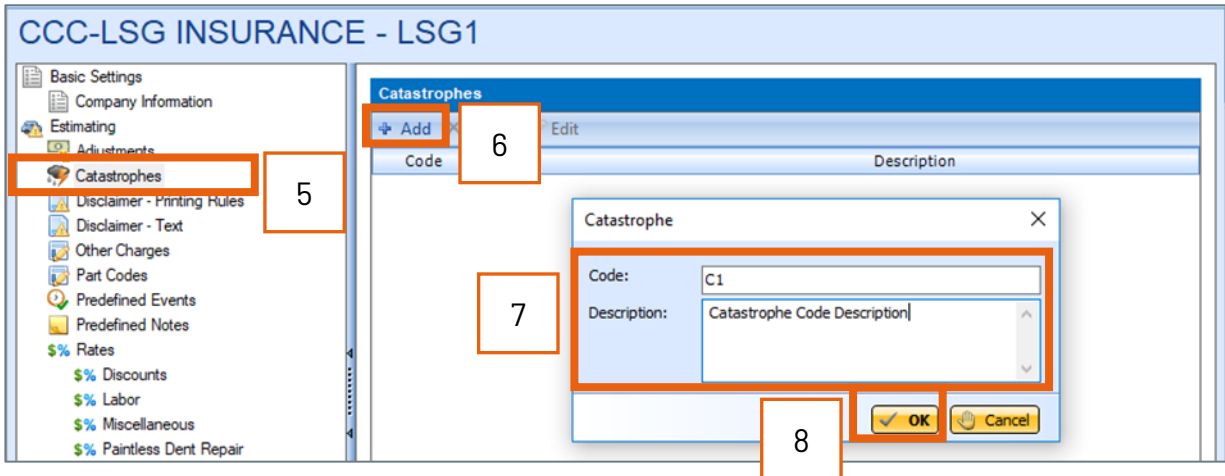 CCC-LSG INSURANCE - LSG1
Basic Settings
Company Information
Estimating
Adjustments
Catastrophes
Disclaimer - Printing Rules
Disclaimer - Text
Other Charges
Part Codes
Predefined Events
Predefined Notes
$% Rates
$% Discounts
$% Labor
$% Miscellaneous
$% Paintless Dent Repair
5
Catastrophes
Add
6
Edit
Code
Description
Catastrophe
7
Code:
C1
Description:
Catastrophe Code Description
8
OK
Cancel